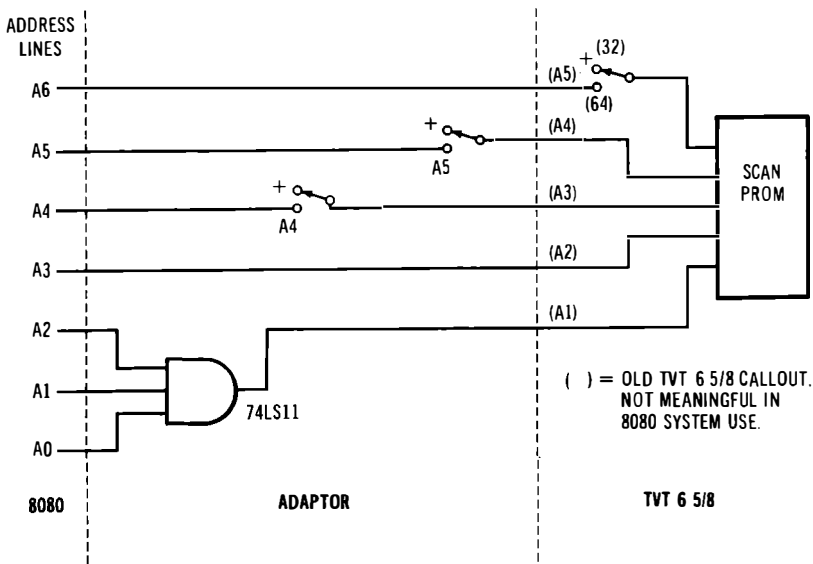 ADDRESS
LINES
(32)
+
A6
(A5)
(64)
+
A5
A5
(A4)
SCAN
PROM
+
A4
A4
(A3)
A3
(A2)
A2
(A1)
A1
74LS11
( ) = OLD TVT 6 5/8 CALLOUT.
NOT MEANINGFUL IN
8080 SYSTEM USE.
A0
8080
ADAPTOR
TVT 6 5/8